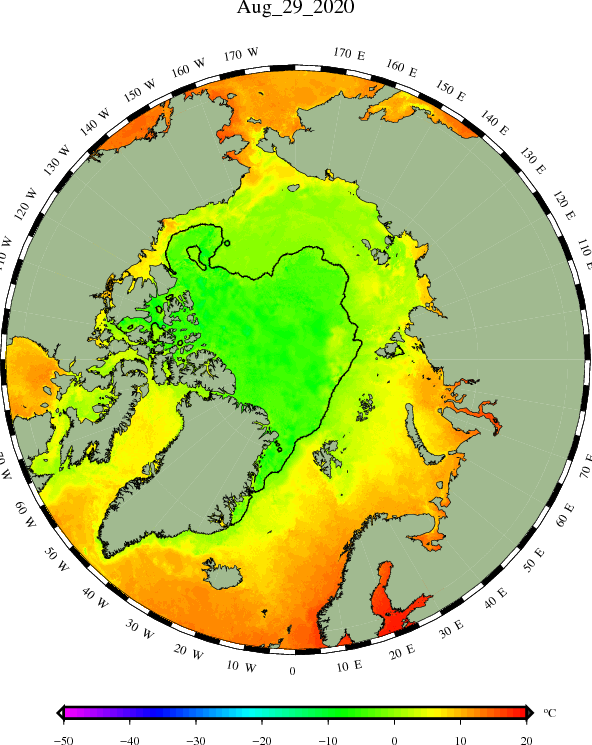 Aug_29_2020
170 W
170 E
160 W
160 E
150 W
150 E
140 W
140 E
130 W
130 E
120 W
120 E
110 E
70 E
60 W
60 E
50 W
50 E
40 W
40 E
30 W
30 E
20 W
20 E
10 W
10 E
0
°C
−50 −40 −30 −20 −10 0 10 20